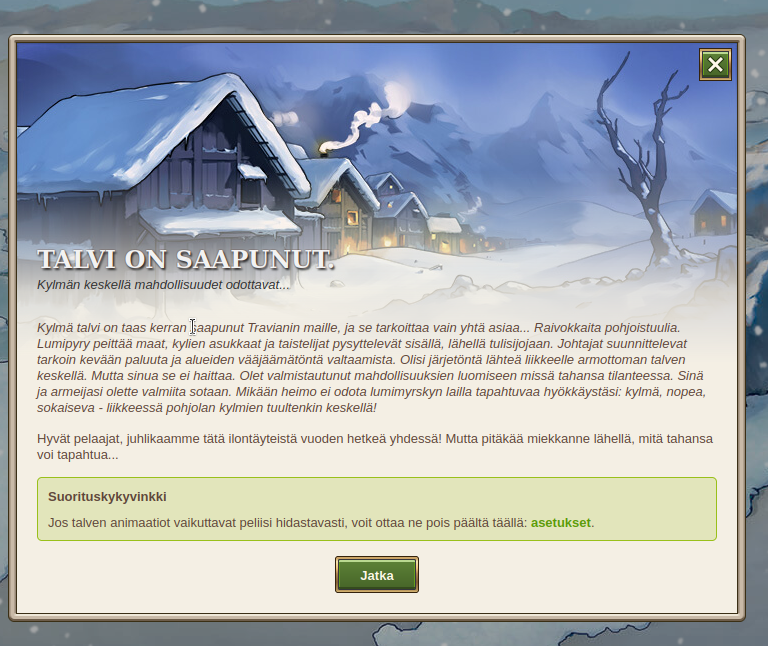 TALVI ON SAAPUNUT.
Kylmän keskellä mahdollisuudet odottavat...
Kylmä talvi on taas kerran saapunut Travianin maille, ja se tarkoittaa vain yhtä asiaa... Raivokkaita pohjoistuulia.
Lumipyry peittää maat, kylien asukkaat ja taistelijat pysyttelevät sisällä, lähellä tulisijojaan. Johtajat suunnittelevat
tarkoin kevään paluuta ja alueiden vääjäämätöntä valtaamista. Olisi järjetöntä lähteä liikkeelle armottoman talven
keskellä. Mutta sinua se ei haittaa. Olet valmistautunut mahdollisuuksien luomiseen missä tahansa tilanteessa. Sinä
ja armeijasi olette valmiita sotaan. Mikään heimo ei odota lumimyrskyn lailla tapahtuvaa hyökkäystäsi: kylmä, nopea,
sokaiseva - liikkeessä pohjolan kylmien tuultenkin keskellä!
Hyvät pelaajat, juhlikaamme tätä ilontäyteistä vuoden hetkeä yhdessä! Mutta pitäkää miekkanne lähellä, mitä tahansa
voi tapahtua...
Suorituskykyvinkki
Jos talven animaatiot vaikuttavat peliisi hidastavasti, voit ottaa ne pois päältä täällä: asetukset.
Jatka